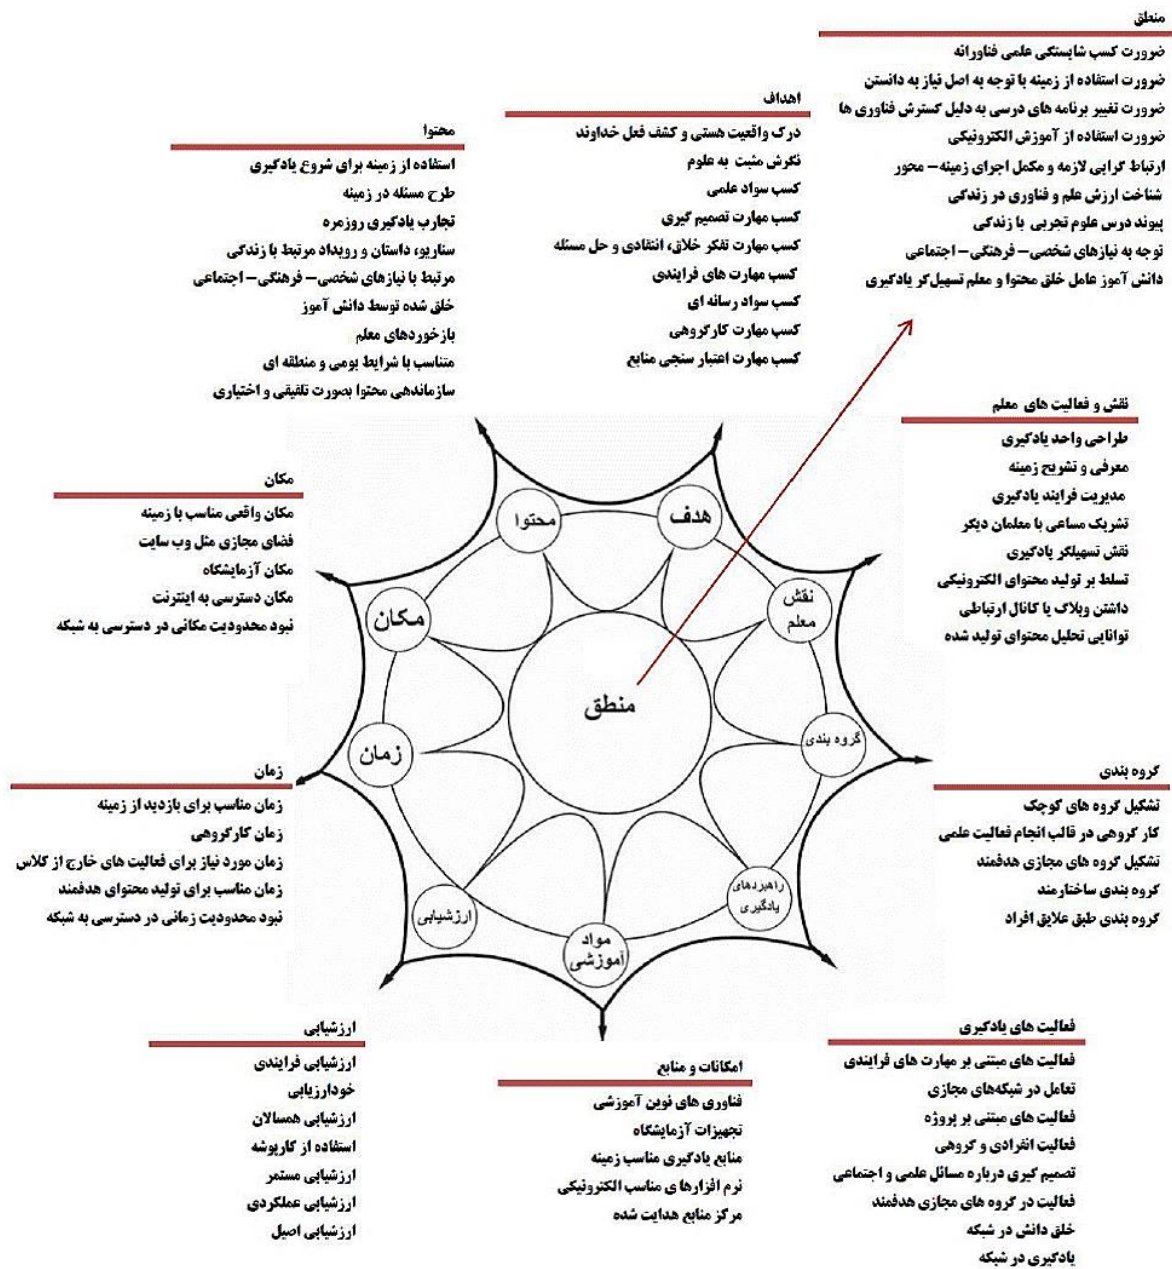 منطق
ضرورت کسب شایستگی علمی فناورانه
ضرورت استفاده از زمینه با توجه به اصل نیاز به دانستن
ضرورت تغییر برنامه های درسی به دلیل گسترش فناوری ها
ضرورت استفاده از آموزش الکترونیکی
ارتباط گرایی لازمه و مکمل اجرای زمینه– محور
شناخت ارزش علم و فناوری در زندگی
پیوند درس علوم تجربی با زندگی
توجه به نیازهای شخصی– فرهنگی– اجتماعی
دانش آموز عامل خلق محتوا و معلم تسهیل‌گر یادگیری
اهداف
درک واقعیت هستی و کشف فعل خداوند
نگرش مثبت به علوم
کسب سواد علمی
کسب مهارت تصمیم گیری
کسب مهارت تفکر خلاق، انتقادی و حل مسئله
کسب مهارت های فرایندی
کسب سواد رسانه ای
کسب مهارت کارگروهی
کسب مهارت اعتبار سنجی منابع
محتوا
استفاده از زمینه برای شروع یادگیری
طرح مسئله در زمینه
تجارب یادگیری روزمره
سناریو، داستان و رویداد مرتبط با زندگی
مرتبط با نیازهای شخصی– فرهنگی– اجتماعی
خلق شده توسط دانش آموز
بازخوردهای معلم
متناسب با شرایط بومی و منطقه ای
سازماندهی محتوا بصورت تلفیقی و اختیاری
نقش و فعالیت های معلم
طراحی واحد یادگیری
معرفی و تشریح زمینه
مدیریت فرایند یادگیری
تشریک مساعی با معلمان دیگر
نقش تسهیلگر یادگیری
تسلط بر تولید محتوای الکترونیکی
داشتن وبلاگ یا کانال ارتباطی
توانایی تحلیل محتوای تولید شده
مکان
مکان واقعی مناسب با زمینه
فضای مجازی مثل وب سایت
مکان آزمایشگاه
مکان دسترسی به اینترنت
نبود محدودیت مکانی در دسترسی به شبکه
هدف
محتوا
نقش
معلم
مکان
منطق
گروه بندی
زمان
راهبردهای
یادگیری
ارزشیابی
مواد
آموزشی
گروه بندی
تشکیل گروه های کوچک
کار گروهی در قالب انجام فعالیت علمی
تشکیل گروه های مجازی هدفمند
گروه بندی ساختارمند
گروه بندی طبق علایق افراد
زمان
زمان مناسب برای بازدید از زمینه
زمان کارگروهی
زمان مورد نیاز برای فعالیت های خارج از کلاس
زمان مناسب برای تولید محتوای هدفمند
نبود محدودیت زمانی در دسترسی به شبکه
فعالیت های یادگیری
فعالیت های مبتنی بر مهارت های فرایندی
تعامل در شبکه‌های مجازی
فعالیت های مبتنی بر پروژه
فعالیت انفرادی و گروهی
تصمیم گیری درباره مسائل علمی و اجتماعی
فعالیت در گروه های مجازی هدفمند
خلق دانش در شبکه
یادگیری در شبکه
امکانات و منابع
فناوری های نوین آموزشی
تجهیزات آزمایشگاه
منابع یادگیری مناسب زمینه
نرم افزارها ی مناسب الکترونیکی
مرکز منابع هدایت شده
ارزشیابی
ارزشیابی فرایندی
خودارزیابی
ارزشیابی همسالان
استفاده از کارپوشه
ارزشیابی مستمر
ارزشیابی عملکردی
ارزشیابی اصیل